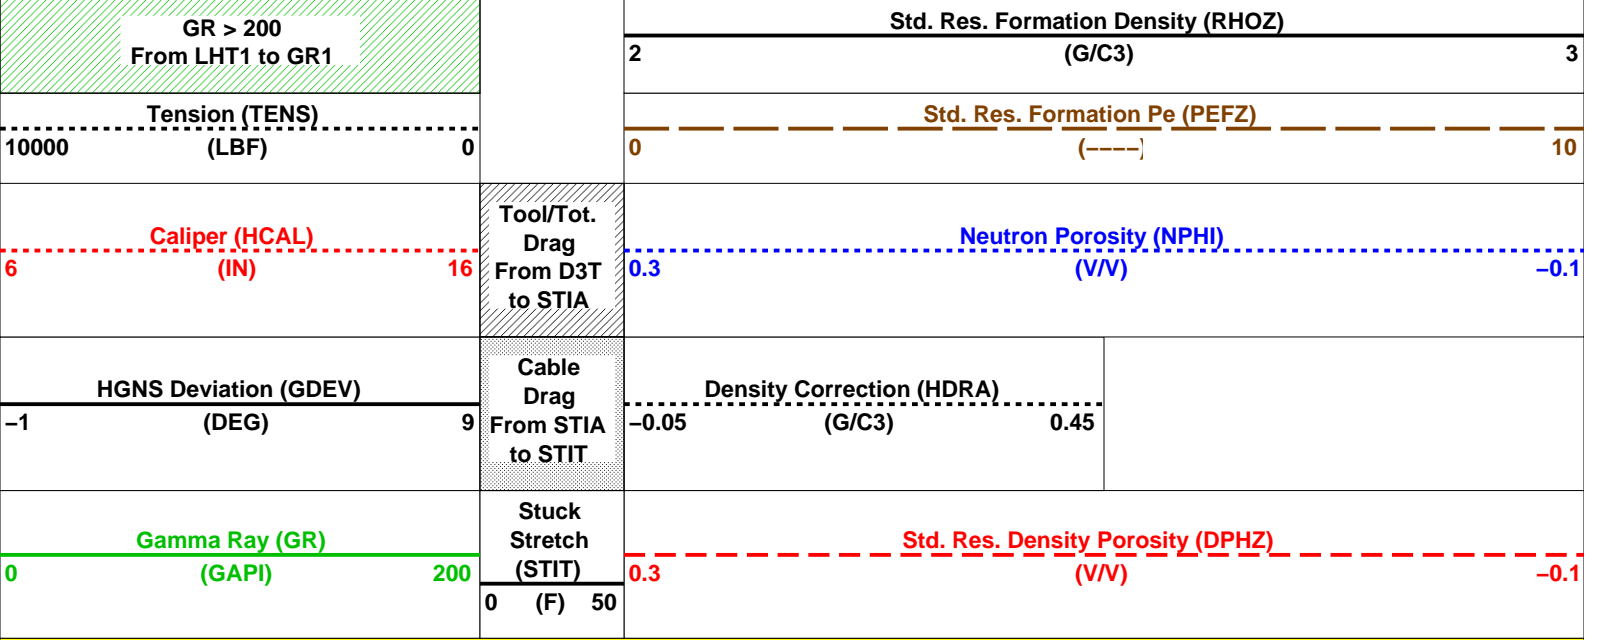 GR > 200
From LHT1 to GR1
Std. Res. Formation Density (RHOZ)
2 (G/C3) 3
Tension (TENS)
10000 (LBF) 0
Std. Res. Formation Pe (PEFZ)
0 (−−−−) 10
Caliper (HCAL)
6 (IN) 16
Tool/Tot.
Drag
From D3T
to STIA
Neutron Porosity (NPHI)
0.3 (V/V) −0.1
HGNS Deviation (GDEV)
−1 (DEG) 9
Cable
Drag
From STIA
to STIT
Density Correction (HDRA)
−0.05 (G/C3) 0.45
Gamma Ray (GR)
0 (GAPI) 200
Stuck
Stretch
(STIT)
0 (F) 50
Std. Res. Density Porosity (DPHZ)
0.3 (V/V) −0.1